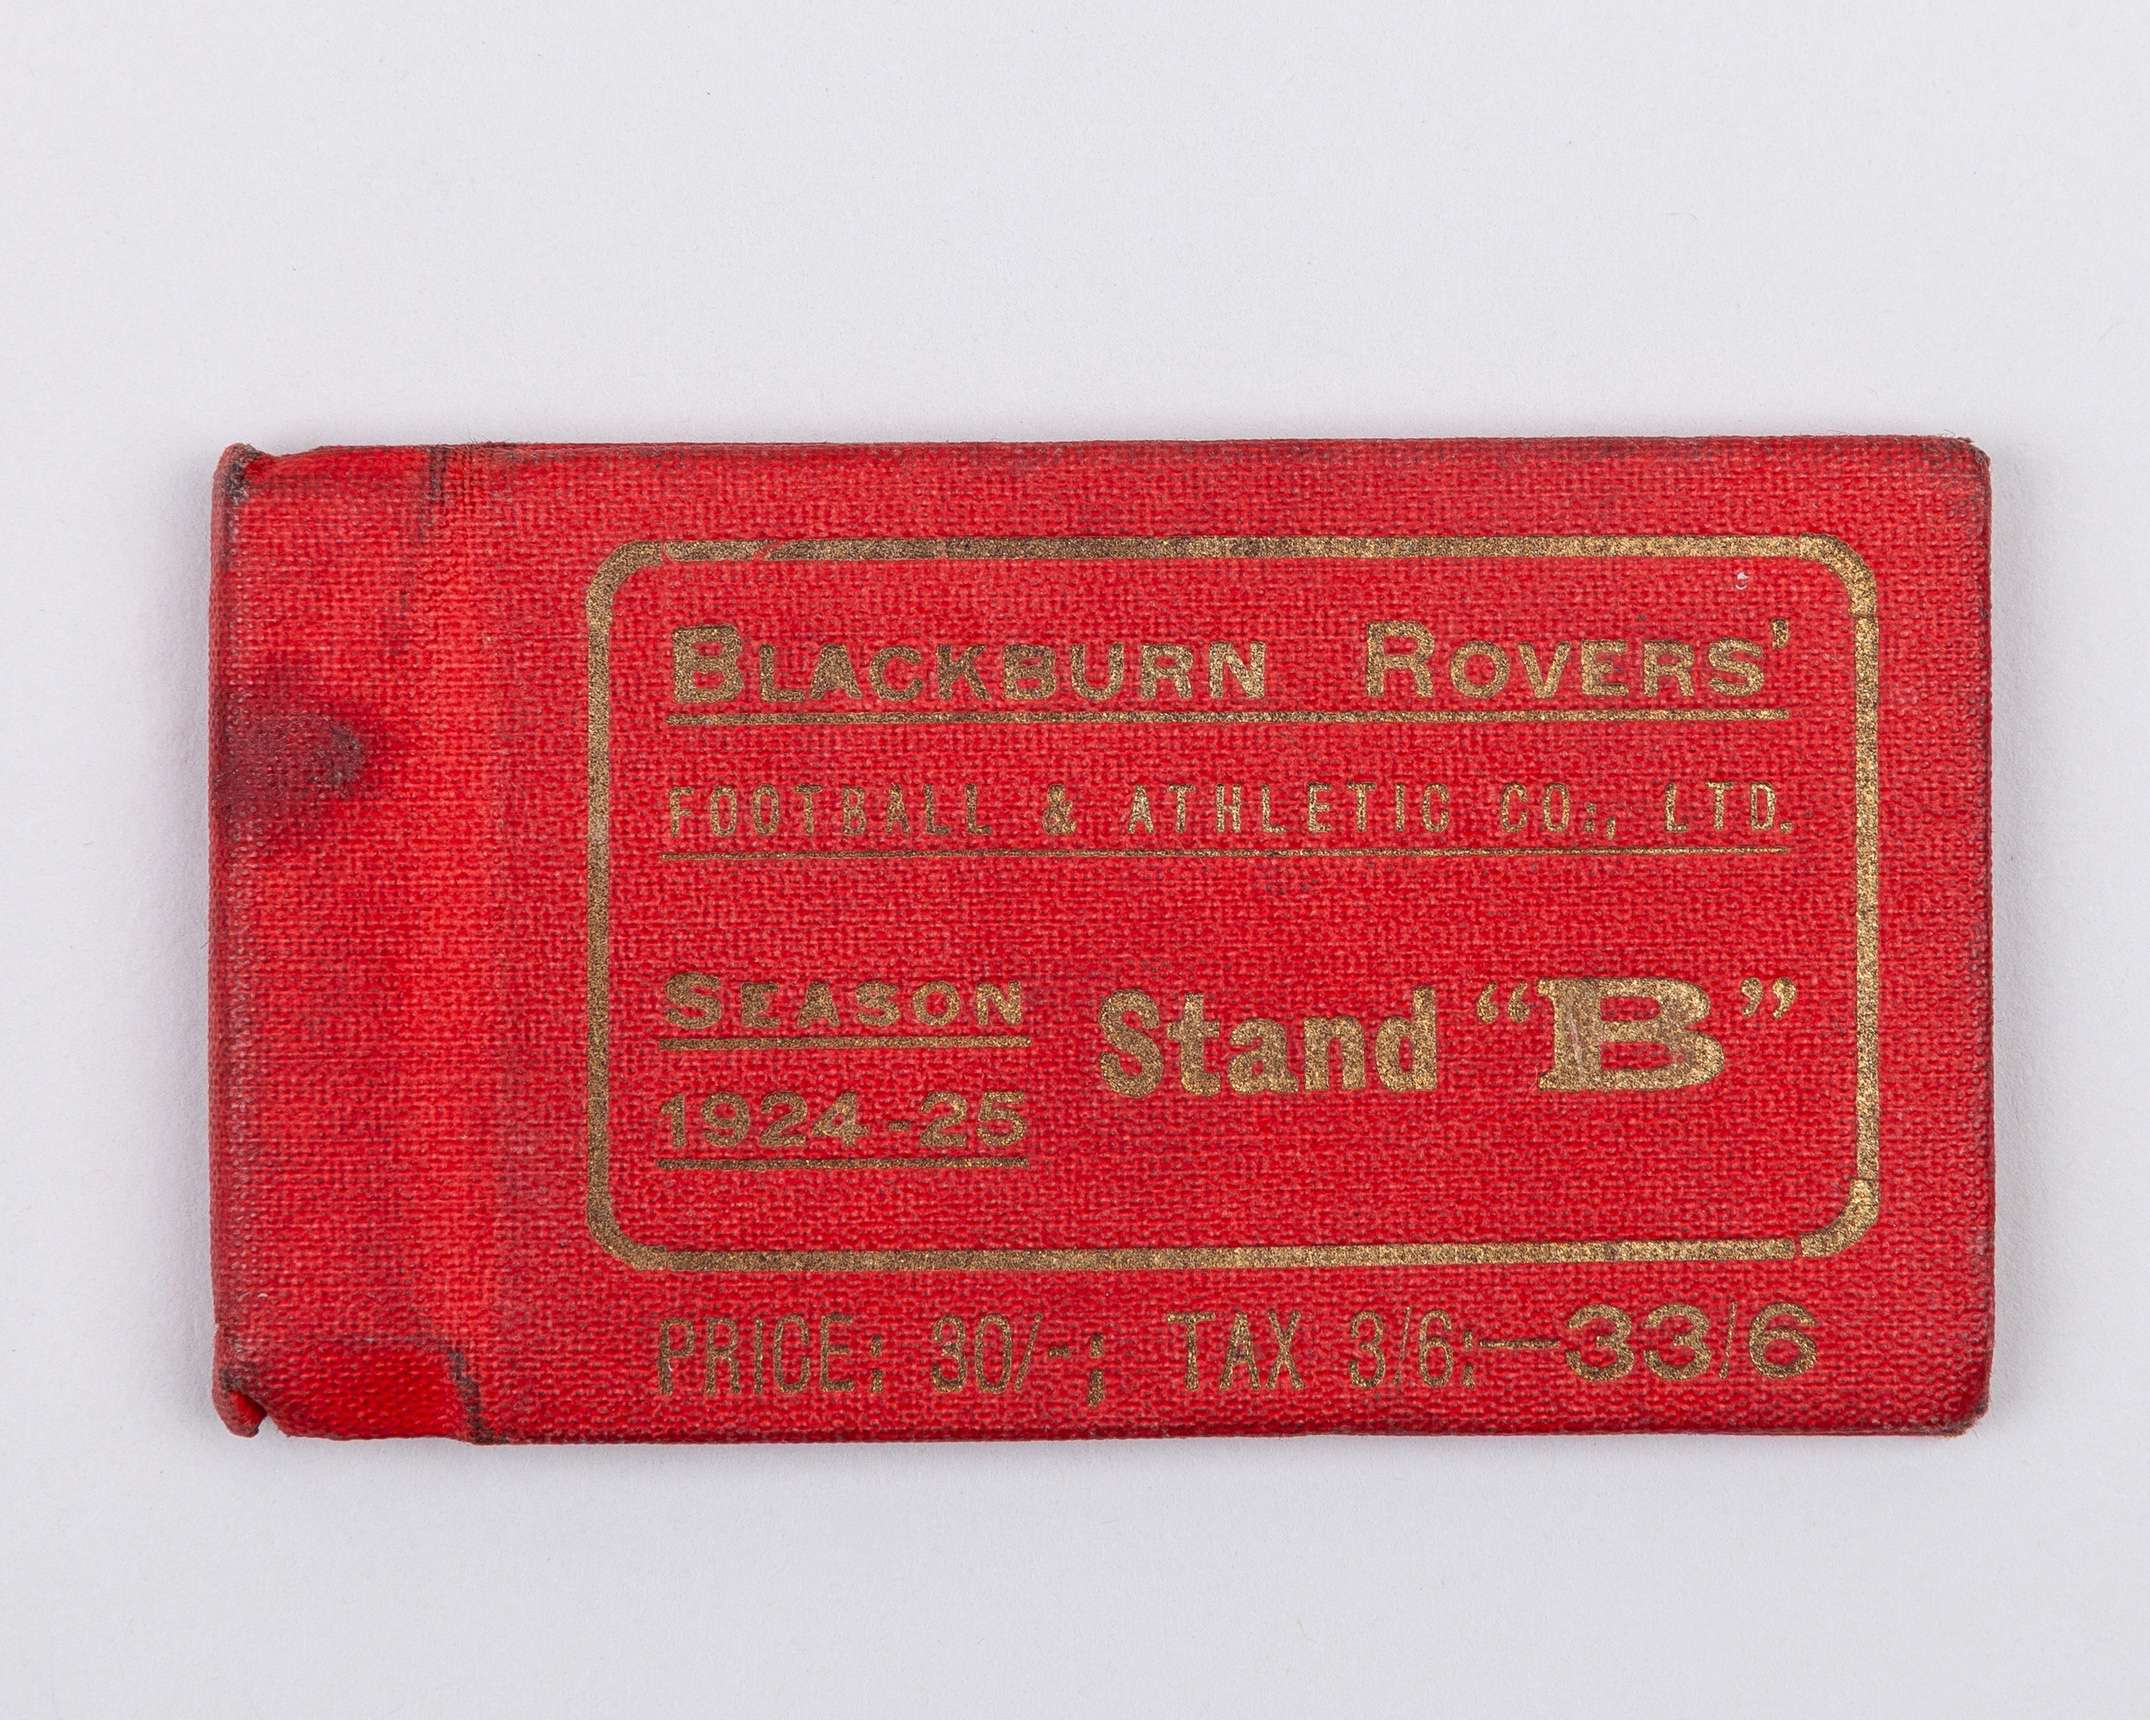 BLACKBURN ROVERS'
FOOTBALL & ATHLETIC CO:, LTD.
SEASON
1924-25
Stand “B”
PRICE: 30/-; TAX 3/6:—33/6